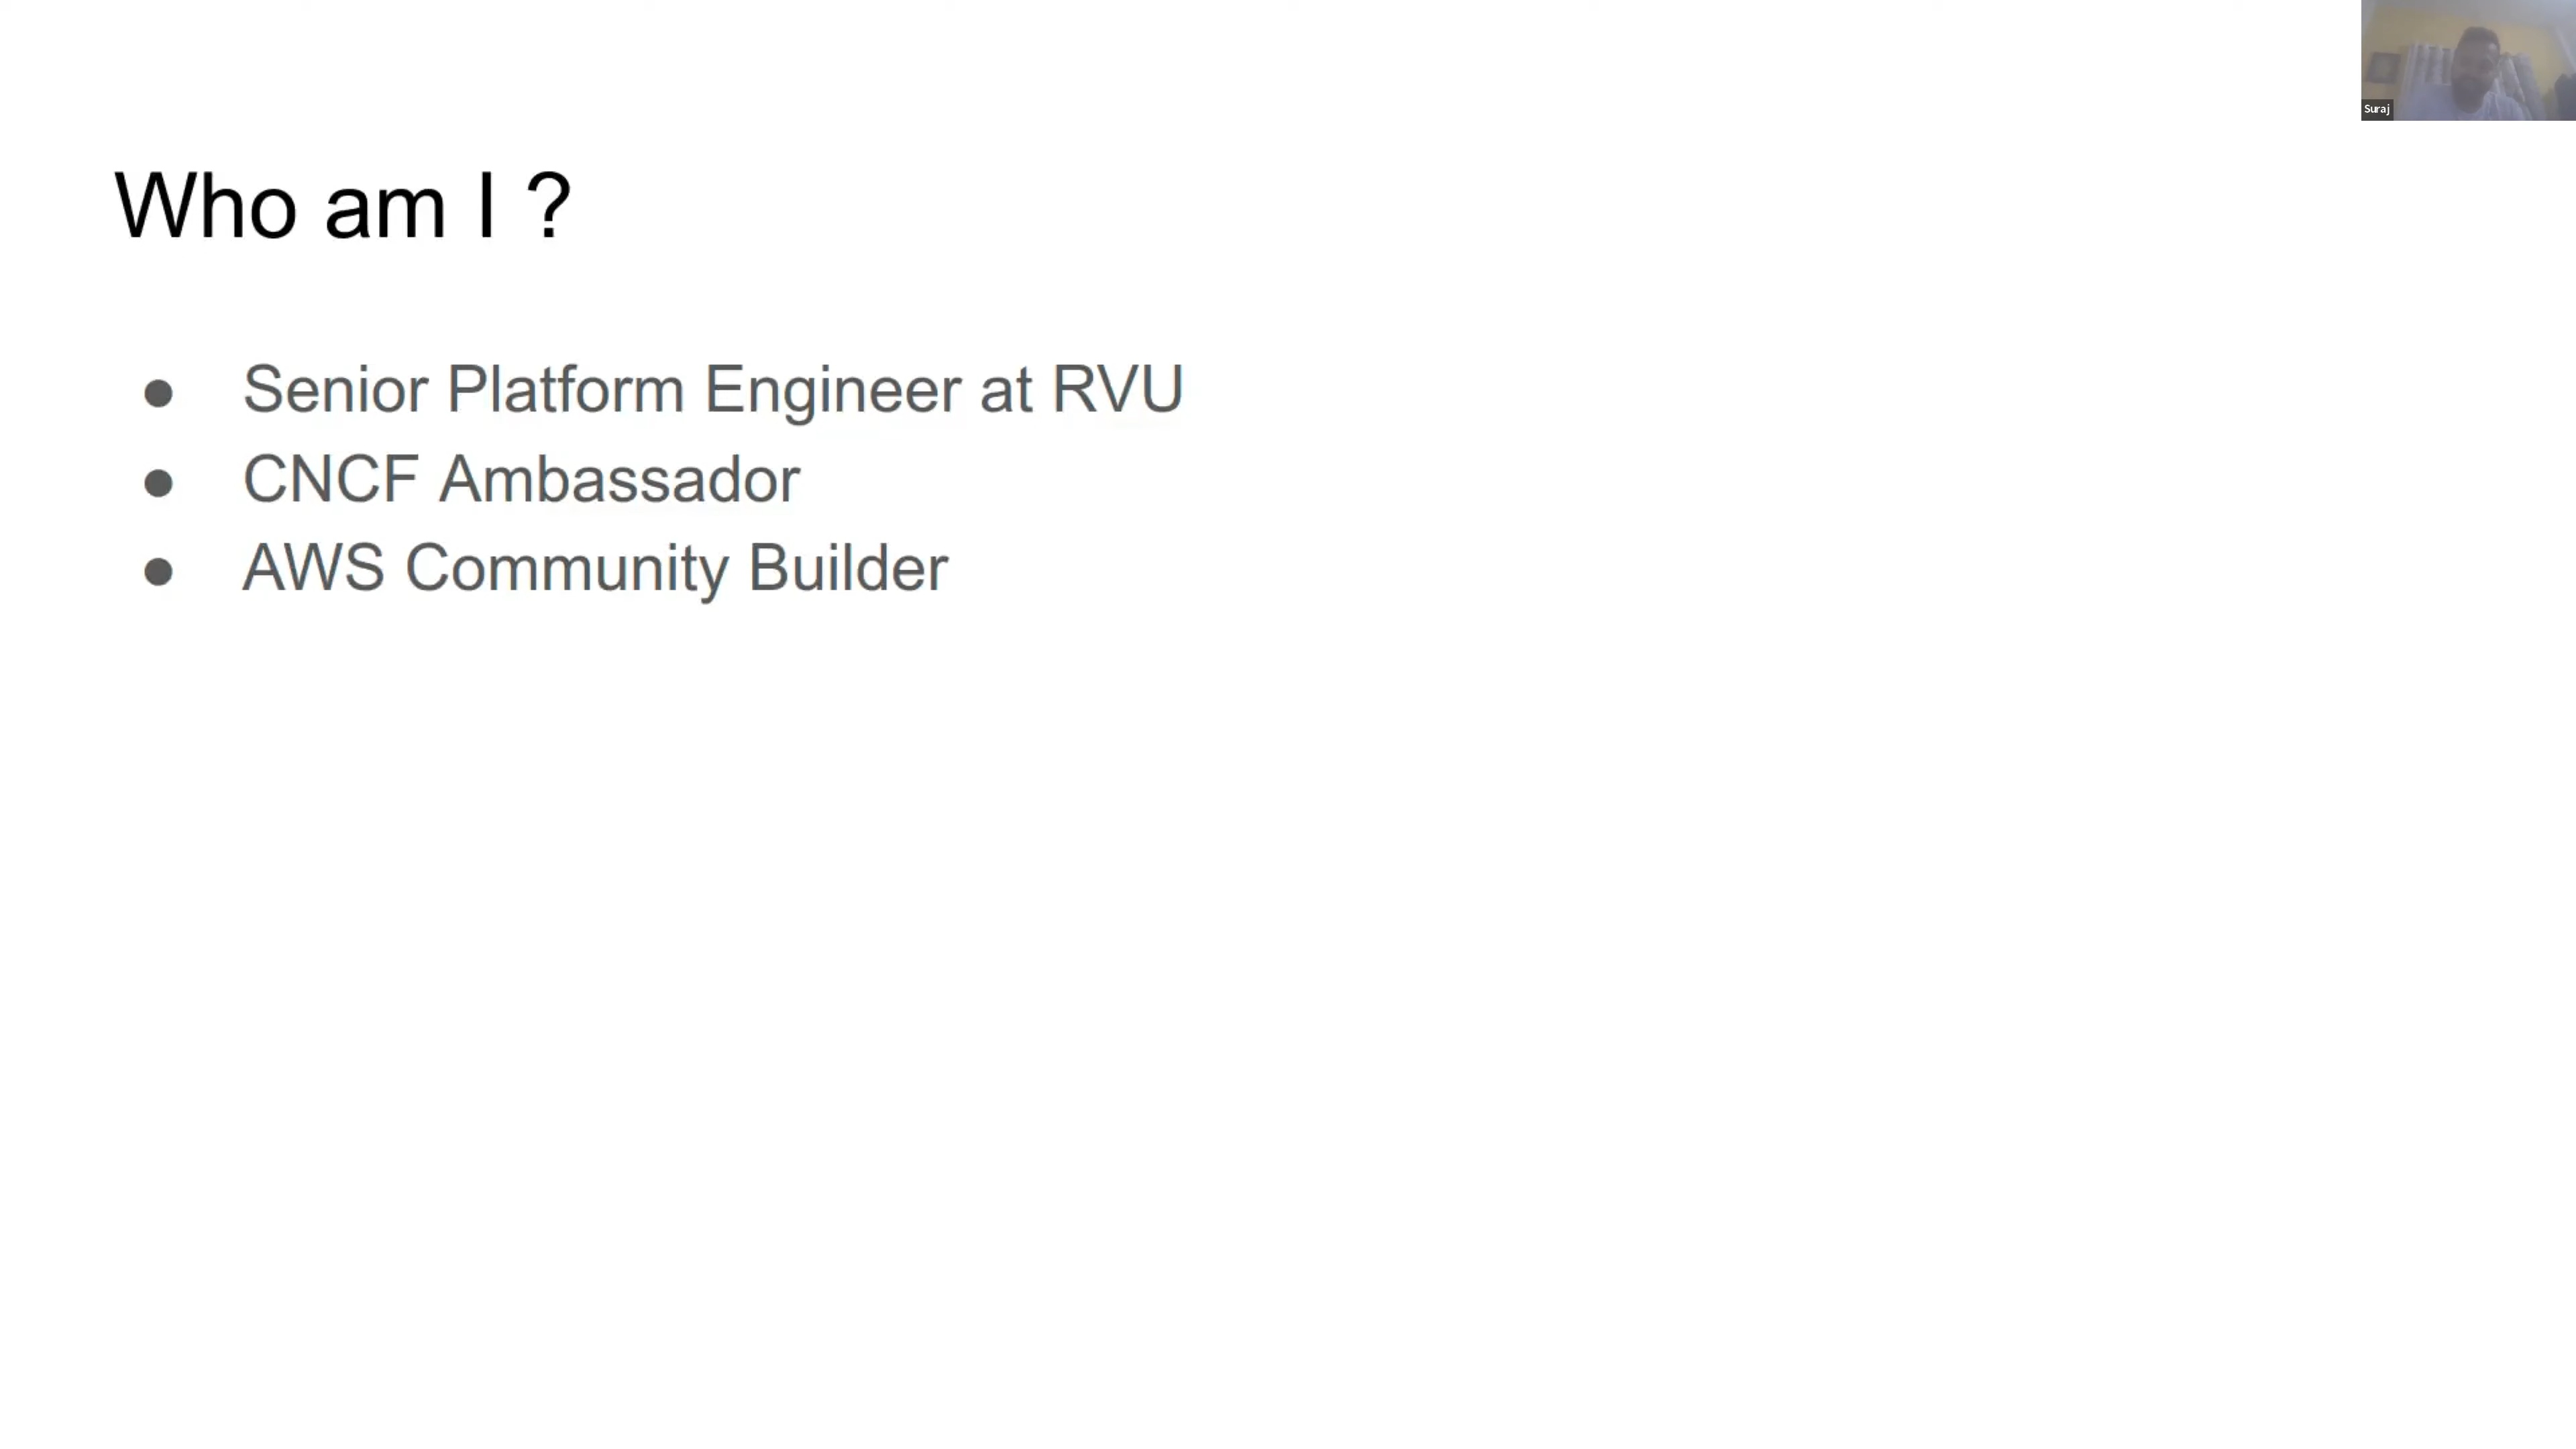 Suraj
Who am I ?
● Senior Platform Engineer at RVU
● CNCF Ambassador
● AWS Community Builder